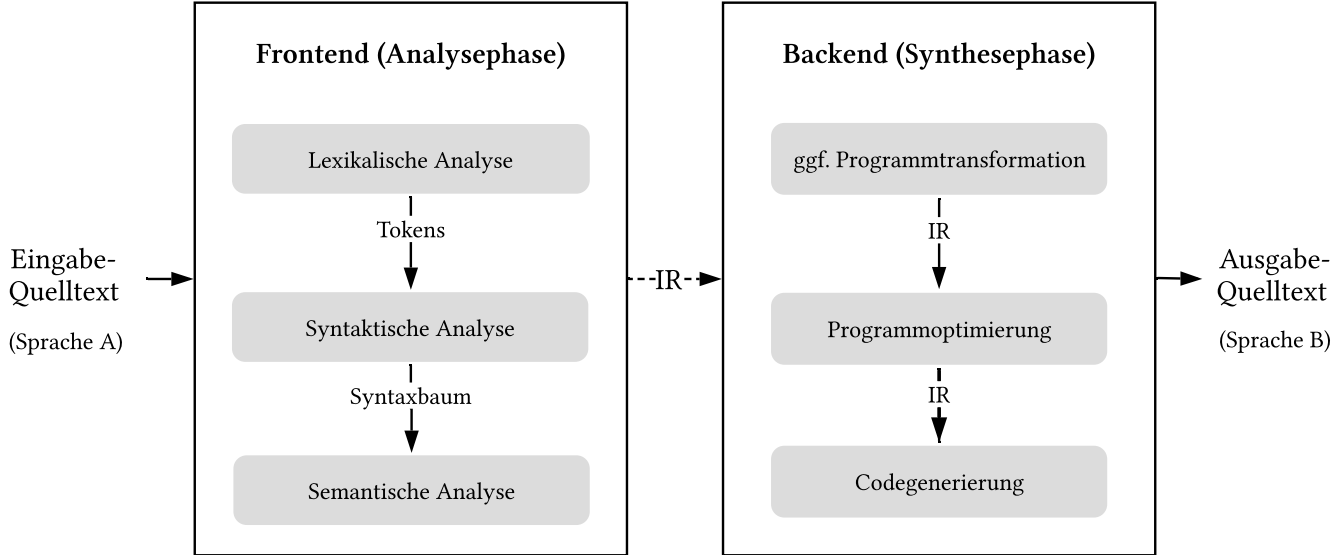 Eingabe-
Quelltext
(Sprache A)
Frontend (Analysephase)
Lexikalische Analyse
Tokens
Syntaktische Analyse
Syntaxbaum
Semantische Analyse
IR
Backend (Synthesephase)
ggf. Programmtransformation
IR
Programmoptimierung
IR
Codegenerierung
Ausgabe-
Quelltext
(Sprache B)